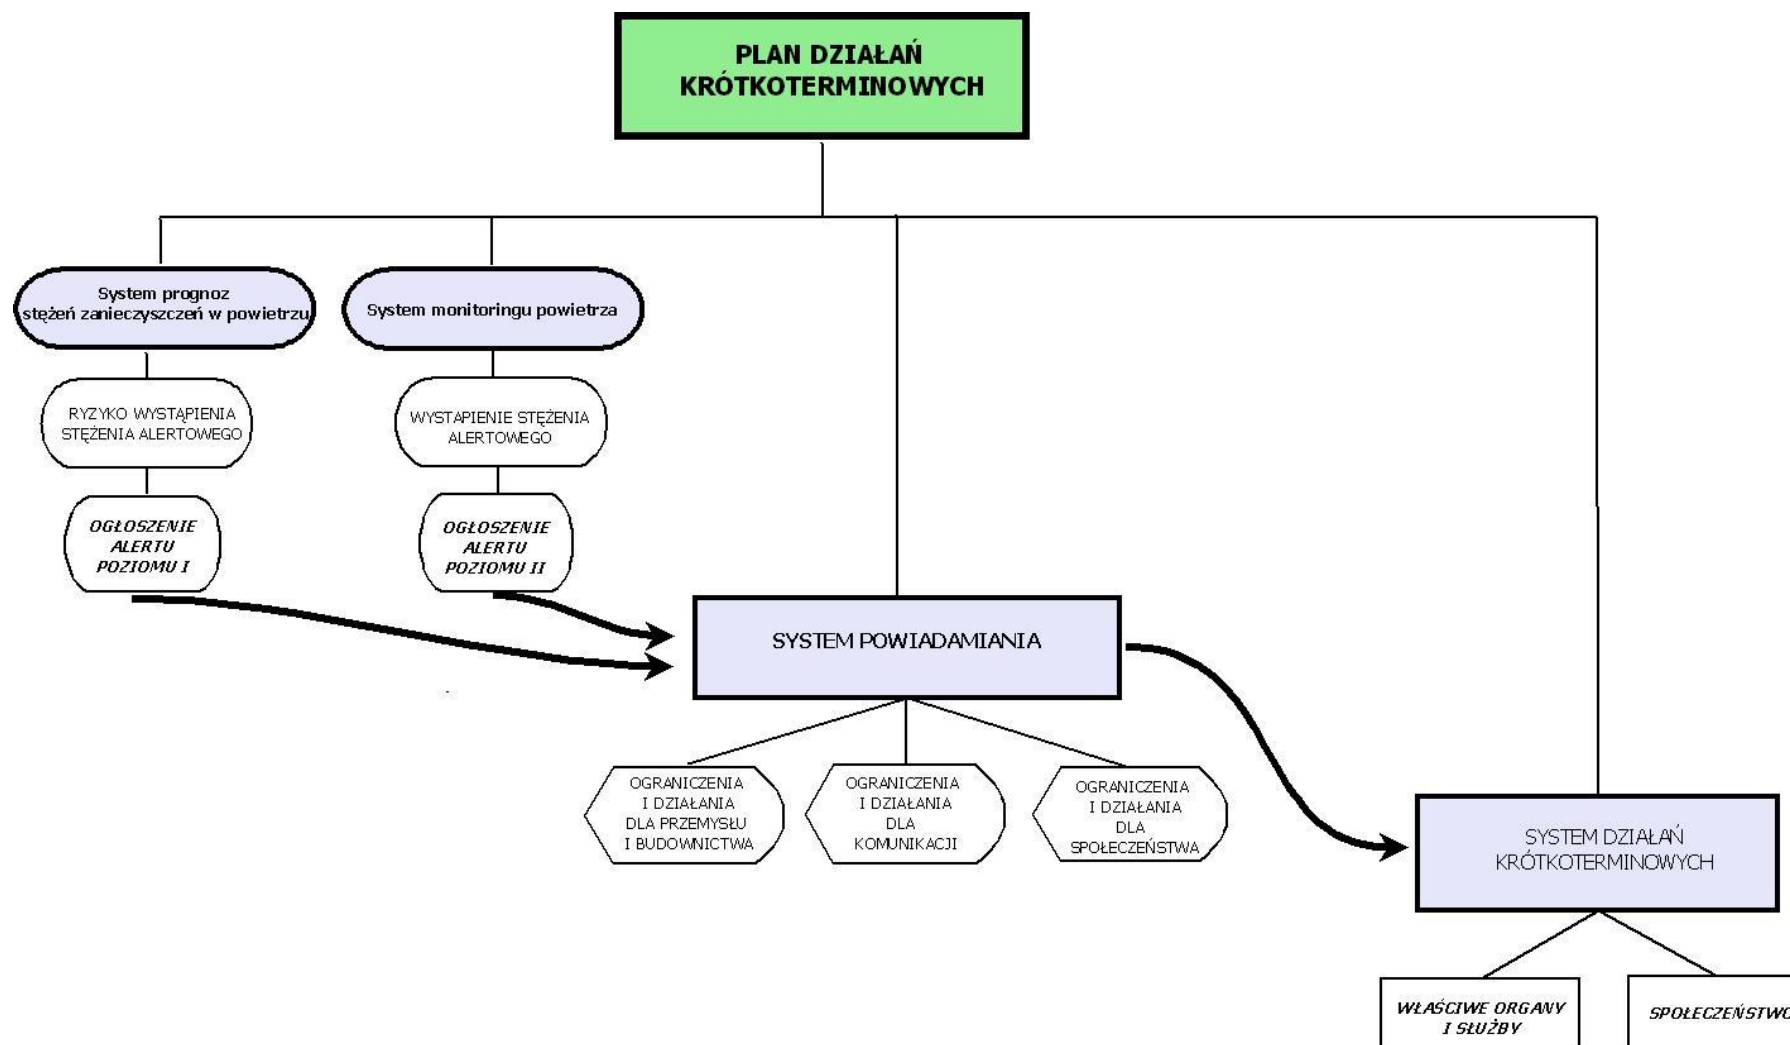 PLAN DZIAŁAŃ
KRÓTKOTERMINOWYCH
System prognoz
stężeń zanieczyszczeń w powietrzu
System monitoringu powietrza
RYZYKO WYSTĄPIENIA
STĘŻENIA ALERTOWEGO
WYSTAPIENIE STĘŻENIA
ALERTOWEGO
OGŁOSZENIE
ALERTU
POZIOMU I
OGŁOSZENIE
ALERTU
POZIOMU II
SYSTEM POWIADAMIANIA
OGRANICZENIA
I DZIAŁANIA
DLA PRZEMYSŁU
I BUDOWNICTWA
OGRANICZENIA
I DZIAŁANIA
DLA
KOMUNIKACJI
OGRANICZENIA
I DZIAŁANIA
DLA
SPOŁECZEŃSTWA
SYSTEM DZIAŁAŃ
KRÓTKOTERMINOWYCH
WŁAŚCIWE ORGANY
I SŁUŻBY
SPOŁECZEŃSTWO